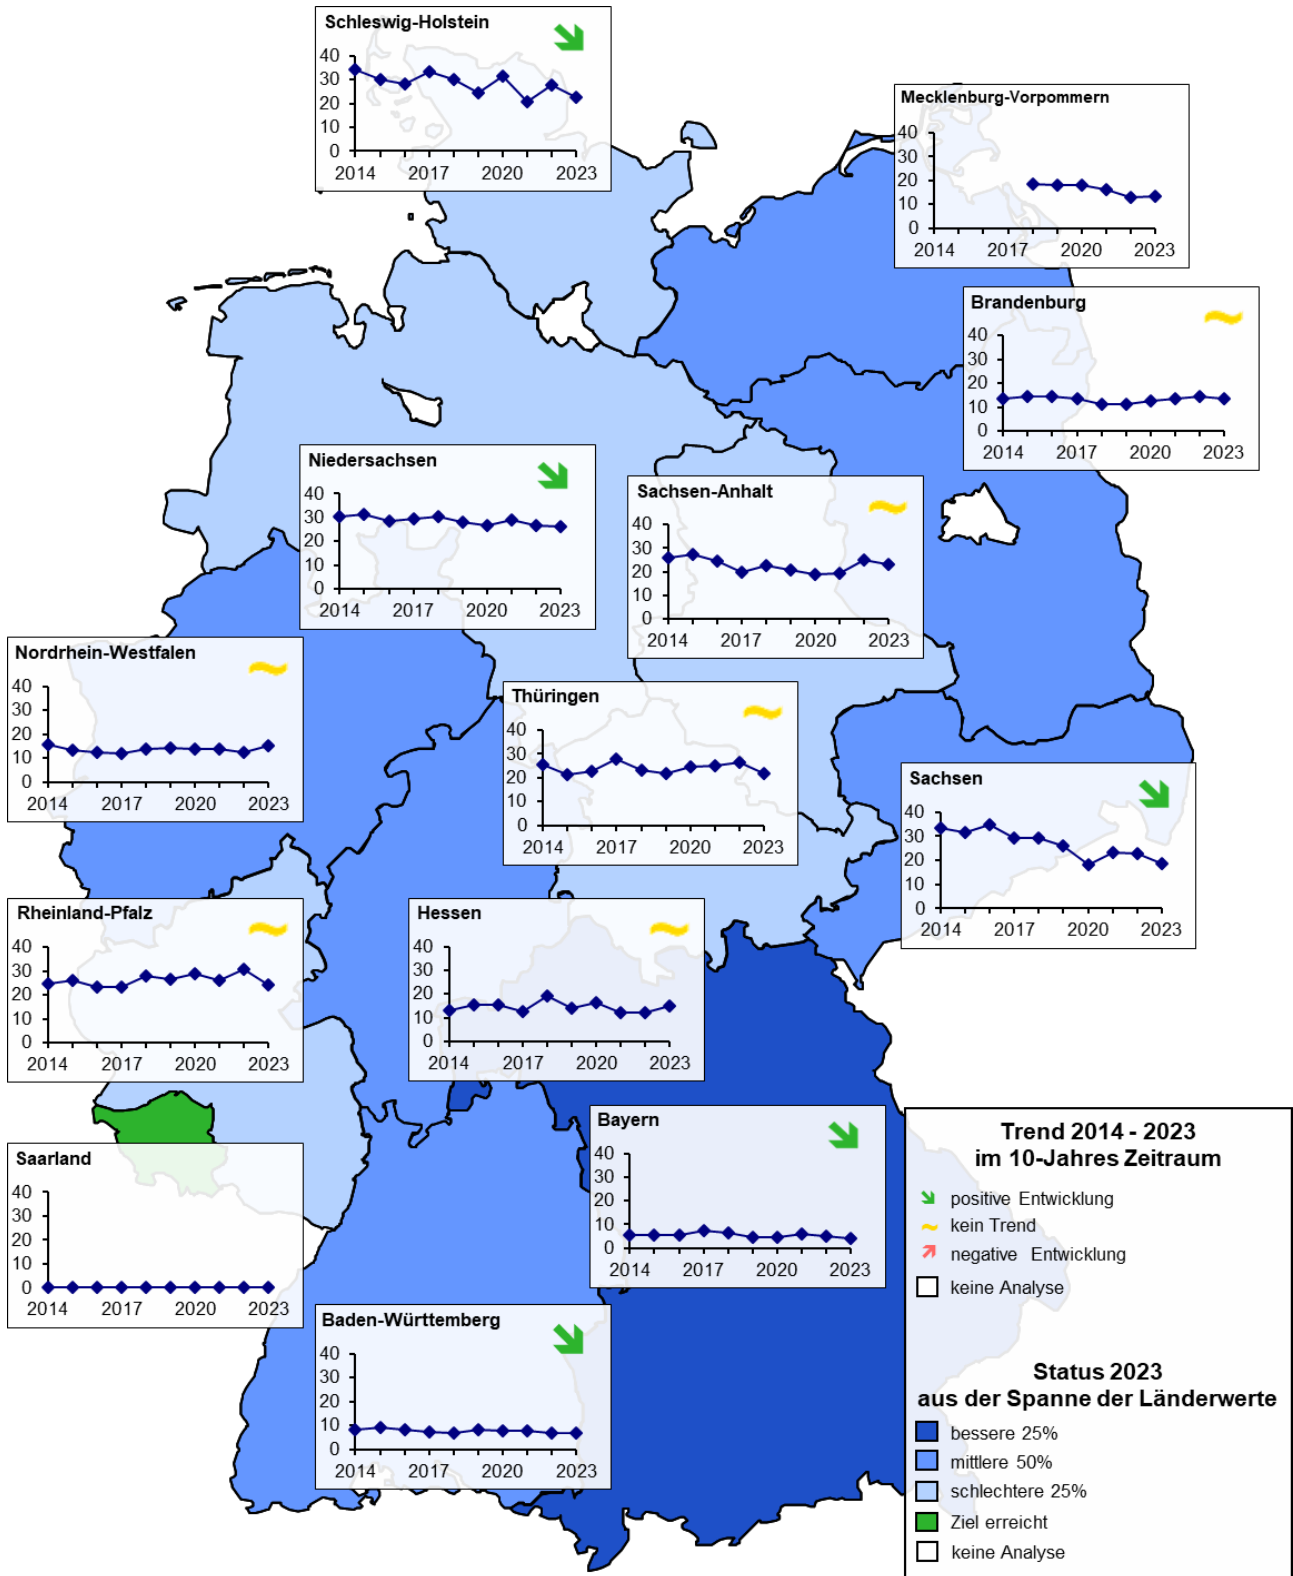 Schleswig-Holstein
40
30
20
10
0
2014 2017 2020 2023
Mecklenburg-Vorpommern
40
30
20
10
0
2014 2017 2020 2023
Brandenburg
40
30
20
10
0
2014 2017 2020 2023
Niedersachsen
40
30
20
10
0
2014 2017 2020 2023
Sachsen-Anhalt
40
30
20
10
0
2014 2017 2020 2023
Nordrhein-Westfalen
40
30
20
10
0
2014 2017 2020 2023
Thüringen
40
30
20
10
0
2014 2017 2020 2023
Sachsen
40
30
20
10
0
2014 2017 2020 2023
Rheinland-Pfalz
40
30
20
10
0
2014 2017 2020 2023
Hessen
40
30
20
10
0
2014 2017 2020 2023
Saarland
40
30
20
10
0
2014 2017 2020 2023
Bayern
40
30
20
10
0
2014 2017 2020 2023
Baden-Württemberg
40
30
20
10
0
2014 2017 2020 2023
Trend 2014 - 2023
im 10-Jahres Zeitraum
positive Entwicklung
kein Trend
negative Entwicklung
keine Analyse
Status 2023
aus der Spanne der Länderwerte
bessere 25%
mittlere 50%
schlechtere 25%
Ziel erreicht
keine Analyse